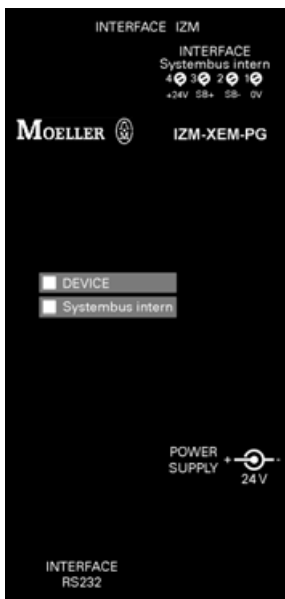 INTERFACE IZM
INTERFACE
Systembus intern
4 3 2 1
+24V SB+ SB- 0V
MOELLER
IZM-XEM-PG
DEVICE
Systembus intern
POWER
SUPPLY
+ -
24 V
INTERFACE
RS232